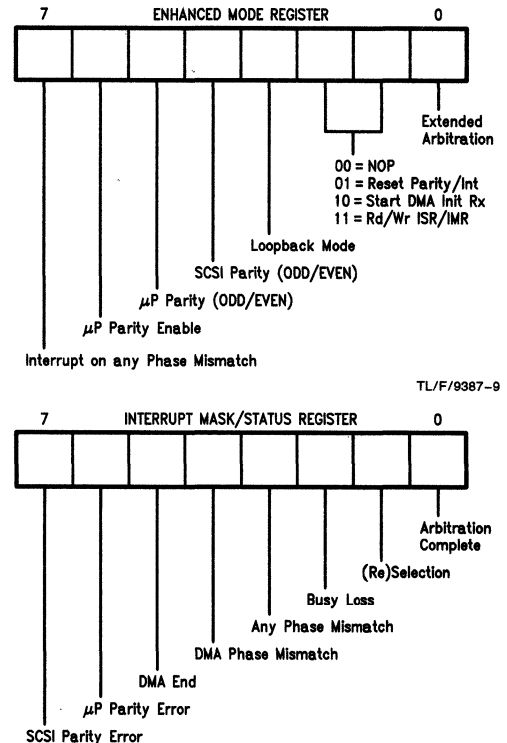 7 ENHANCED MODE REGISTER 0
Extended
Arbitration
00 = NOP
01 = Reset Parity/Int
10 = Start DMA Init Rx
11 = Rd/Wr ISR/IMR
Loopback Mode
SCSI Parity (ODD/EVEN)
μP Parity (ODD/EVEN)
μP Parity Enable
Interrupt on any Phase Mismatch
TL/F/9387-9
7 INTERRUPT MASK/STATUS REGISTER 0
Arbitration
Complete
(Re)Selection
Busy Loss
Any Phase Mismatch
DMA Phase Mismatch
DMA End
μP Parity Error
SCSI Parity Error